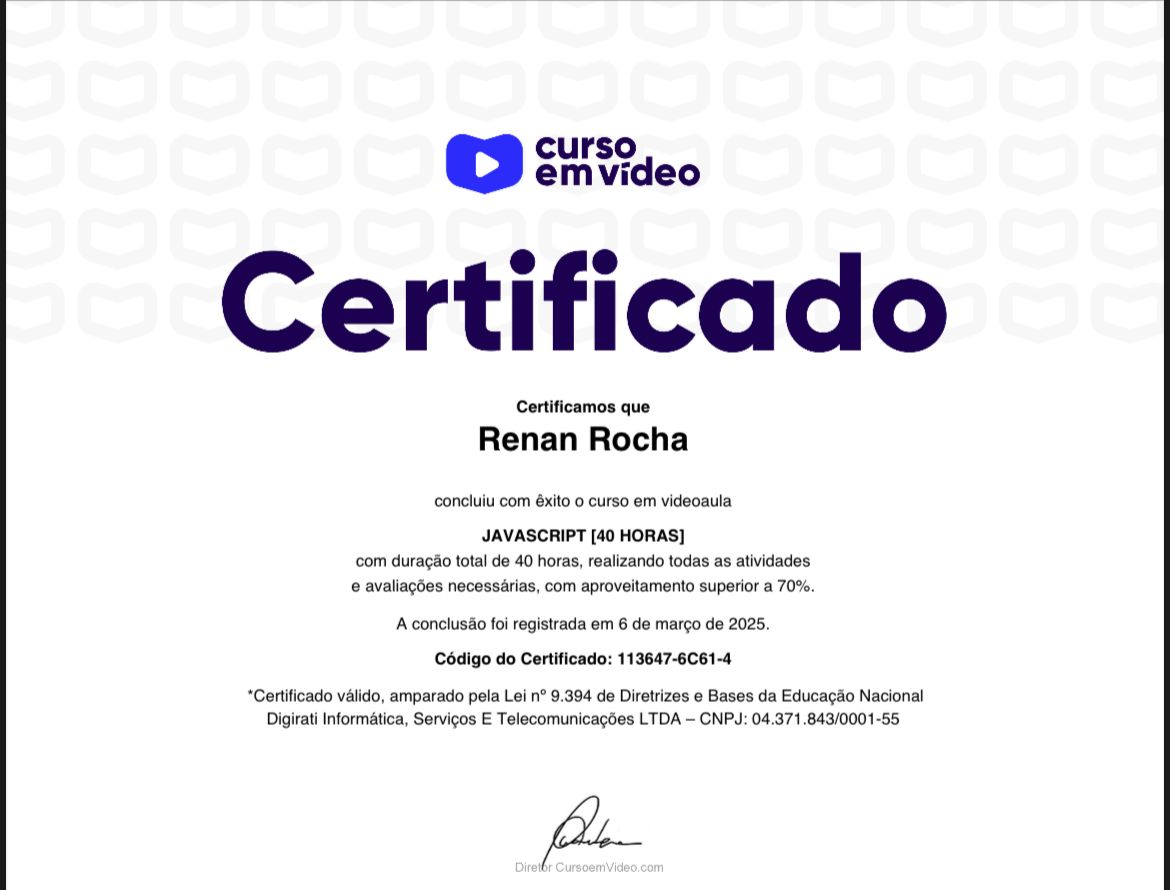 curso
em vídeo
Certificado
Certificamos que
Renan Rocha
concluiu com êxito o curso em videoaula
JAVASCRIPT [40 HORAS]
com duração total de 40 horas, realizando todas as atividades
e avaliações necessárias, com aproveitamento superior a 70%.
A conclusão foi registrada em 6 de março de 2025.
Código do Certificado: 113647-6C61-4
*Certificado válido, amparado pela Lei nº 9.394 de Diretrizes e Bases da Educação Nacional
Digirati Informática, Serviços E Telecomunicações LTDA – CNPJ: 04.371.843/0001-55
Diretor CursoemVideo.com